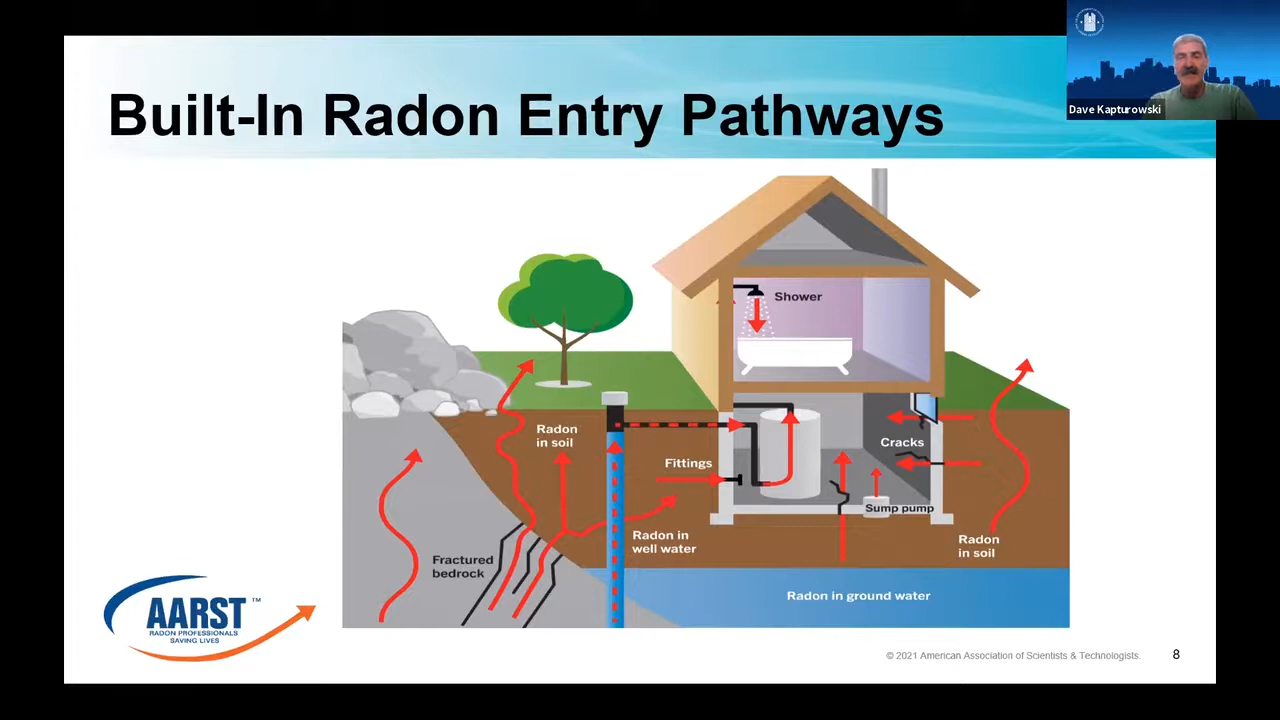 Built-In Radon Entry Pathways
Dave Kapturowski
Shower
Radon
in soil
Fittings
Cracks
Sump pump
Radon in
well water
Radon
in soil
Fractured
bedrock
Radon in ground water
AARST™
RADON PROFESSIONALS
SAVING LIVES
© 2021 American Association of Scientists & Technologists.
8